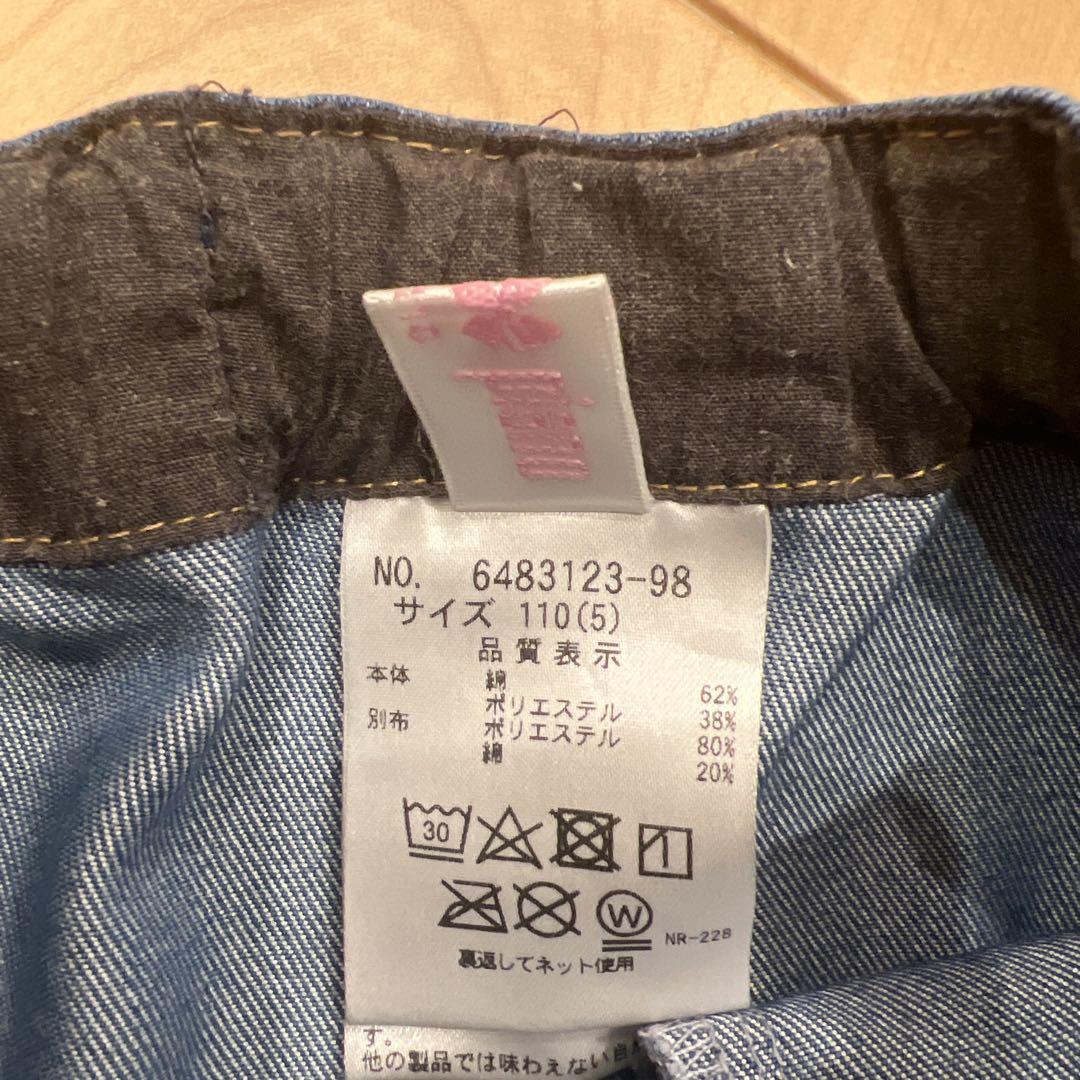 NO. 6483123-98
サイズ 110(5)
品質表示
本体 綿 62%
ポリエステル 38%
別布 ポリエステル 80%
綿 20%
30
W
NR-228
裏返してネット使用
す。
他の製品では味わえない自